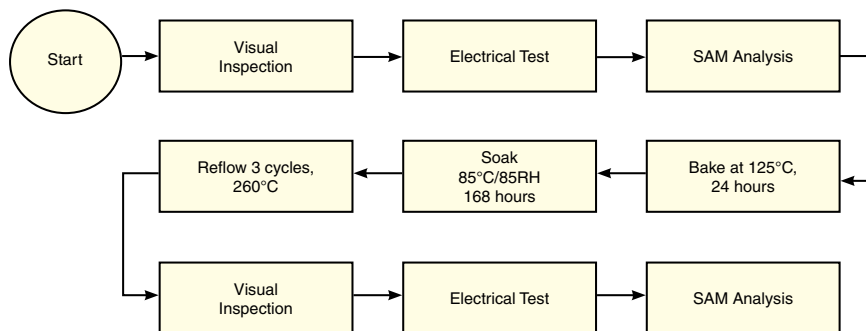 Start
Visual
Inspection
Electrical Test
SAM Analysis
Reflow 3 cycles,
260°C
Soak
85°C/85RH
168 hours
Bake at 125°C,
24 hours
Visual
Inspection
Electrical Test
SAM Analysis